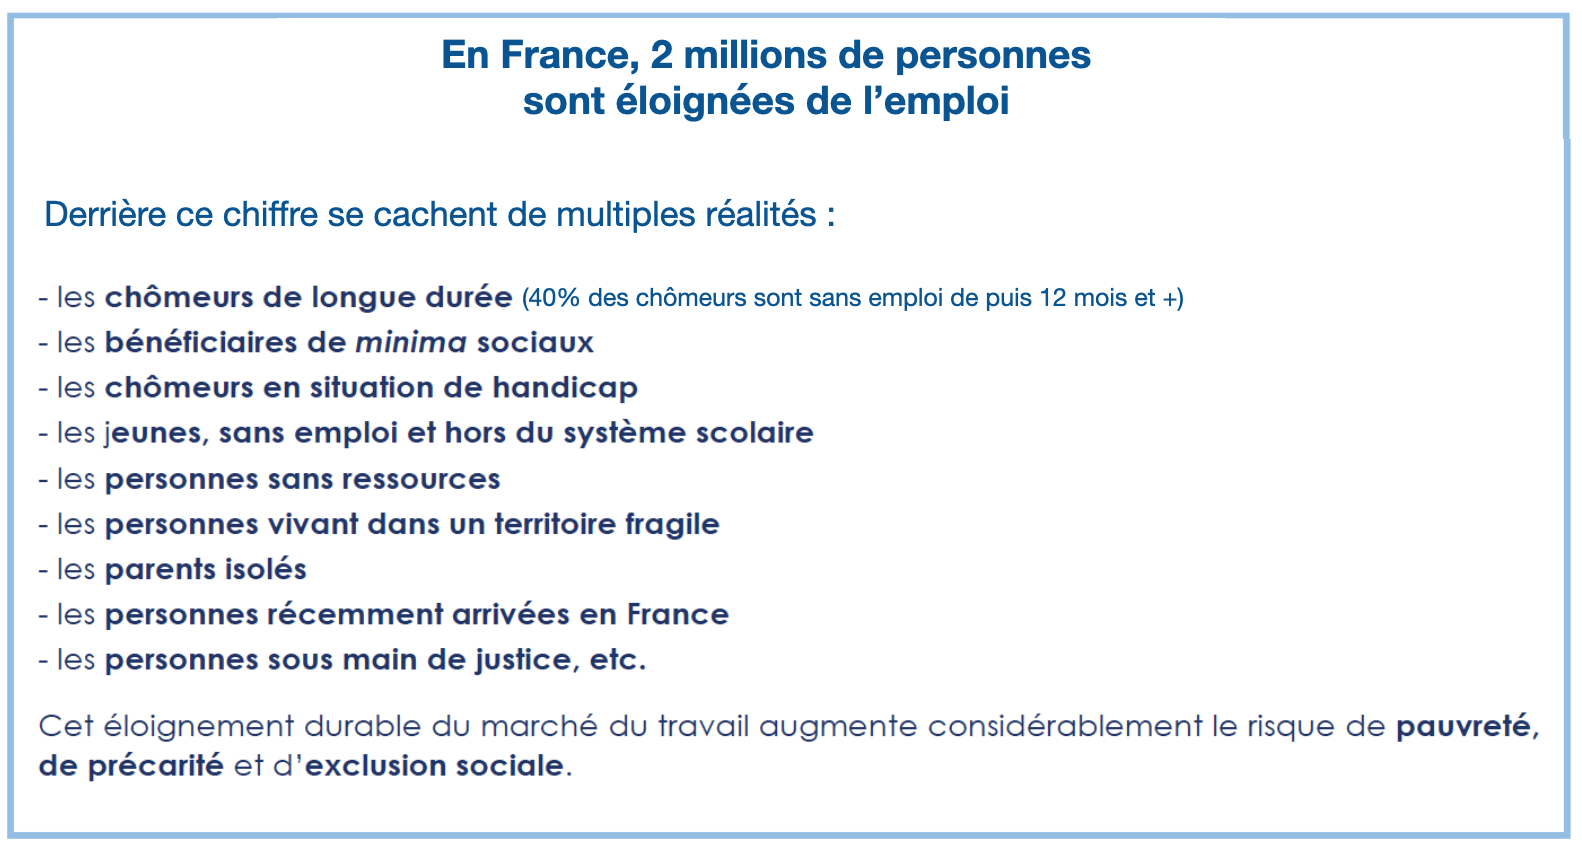 En France, 2 millions de personnes
sont éloignées de l’emploi
Derrière ce chiffre se cachent de multiples réalités :
- les chômeurs de longue durée (40% des chômeurs sont sans emploi de puis 12 mois et +)
- les bénéficiaires de minima sociaux
- les chômeurs en situation de handicap
- les jeunes, sans emploi et hors du système scolaire
- les personnes sans ressources
- les personnes vivant dans un territoire fragile
- les parents isolés
- les personnes récemment arrivées en France
- les personnes sous main de justice, etc.
Cet éloignement durable du marché du travail augmente considérablement le risque de pauvreté,
de précarité et d’exclusion sociale.